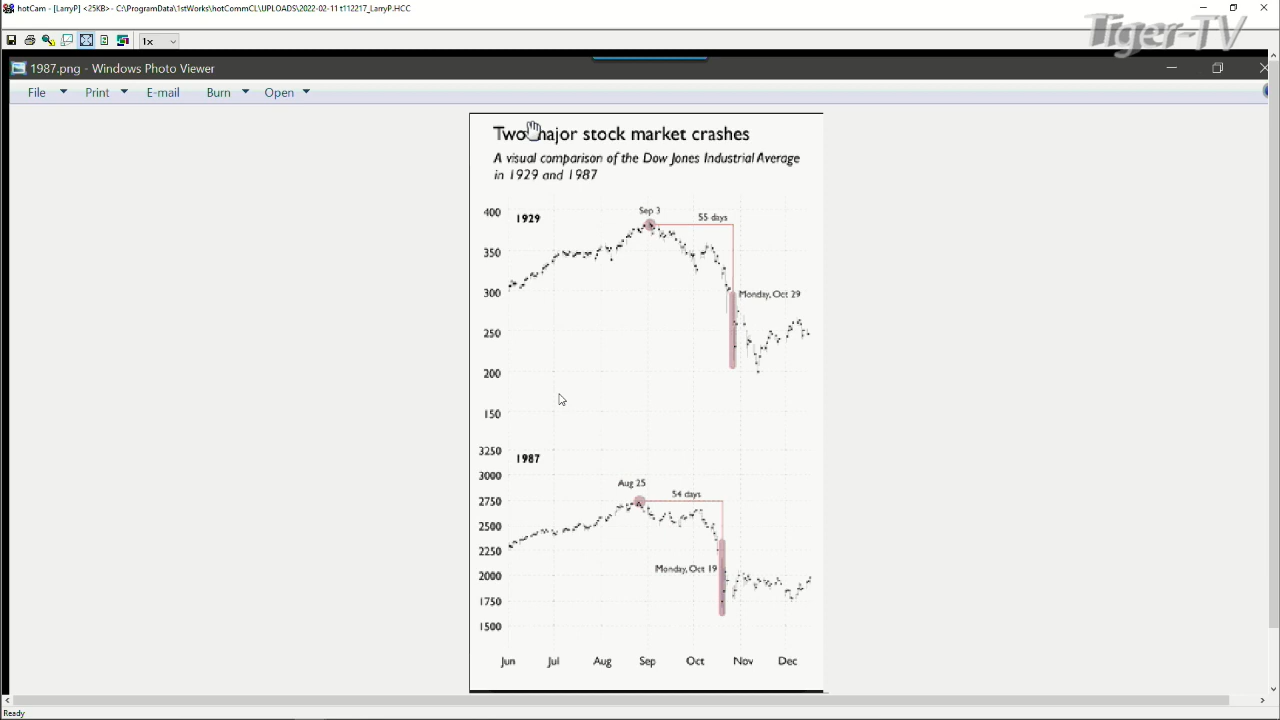 hotCam - [LarryP] <25KB>- C:\ProgramData\1stWorks\hotCommCL\UPLOADS\2022-02-11 t112217_LarryP.HCC
Tiger-TV
1x
1987.png - Windows Photo Viewer
File Print E-mail Burn Open
Two major stock market crashes
A visual comparison of the Dow Jones Industrial Average
in 1929 and 1987
Sep 3
400 1929 55 days
350
300 Monday, Oct 29
250
200
150
3250
1987
3000
Aug 25
2750 54 days
2500
2250
Monday, Oct 19
2000
1750
1500
Jun Jul Aug Sep Oct Nov Dec
Ready